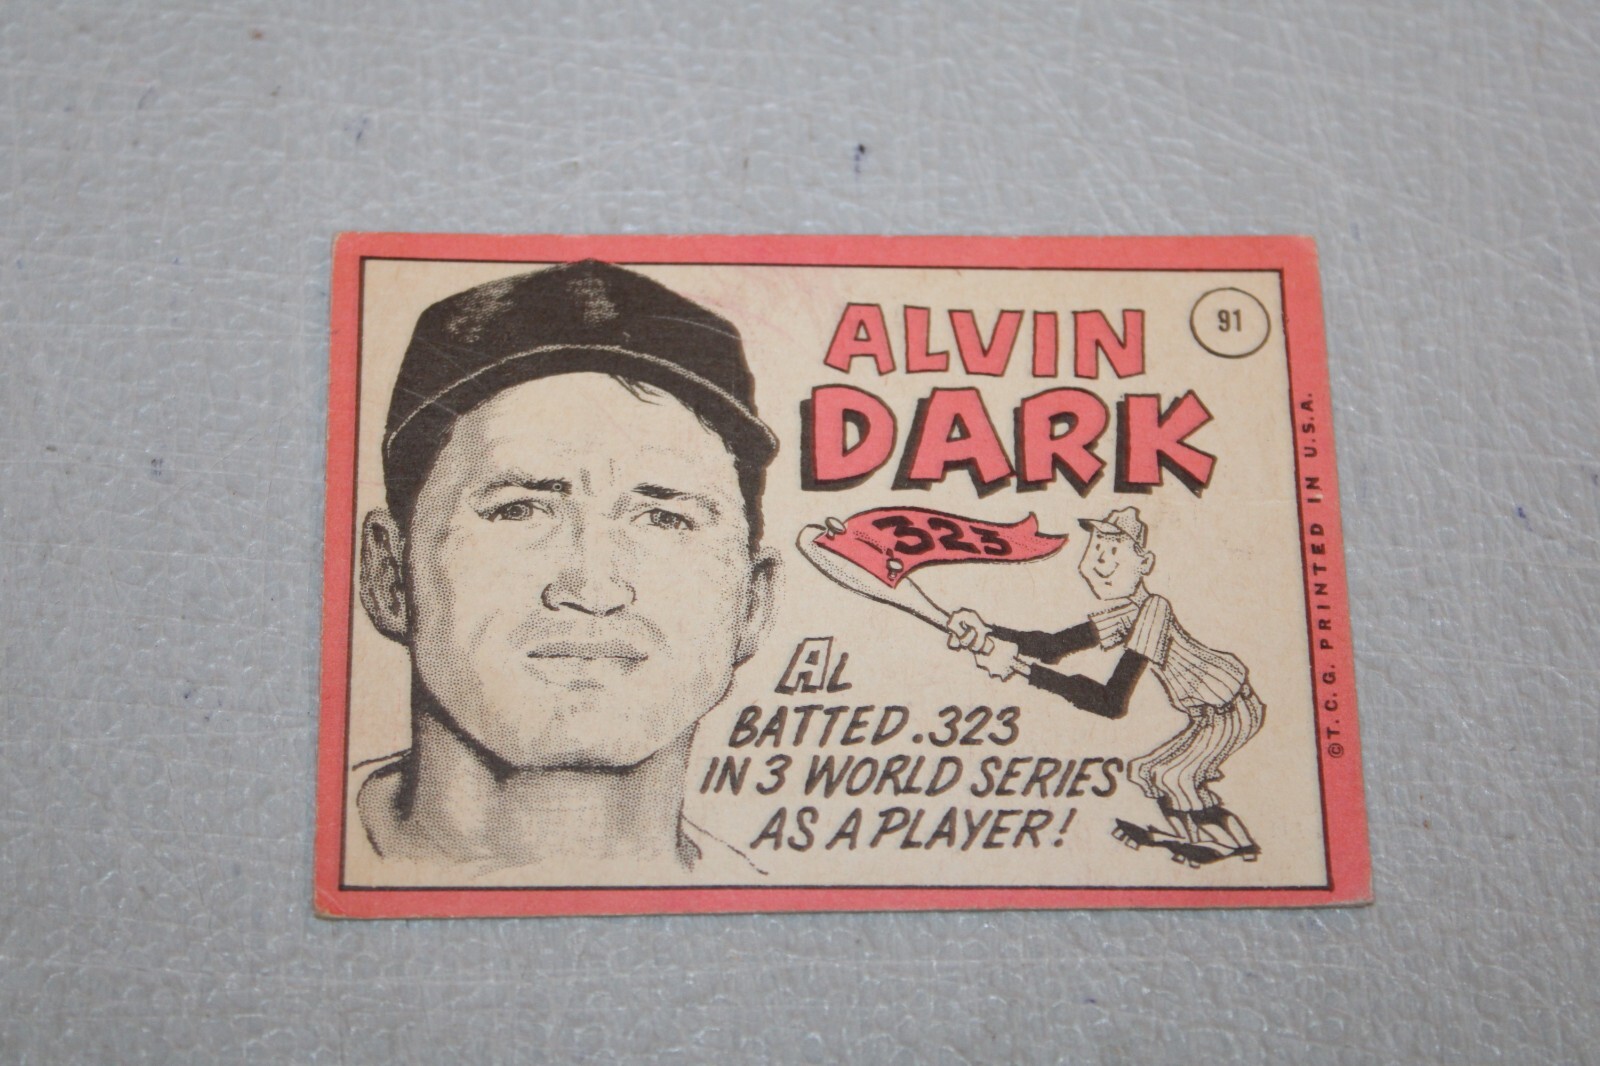 ALVIN
DARK
91
.323
AL
BATTED .323
IN 3 WORLD SERIES
AS A PLAYER!
©T. C. G. PRINTED IN U.S.A.